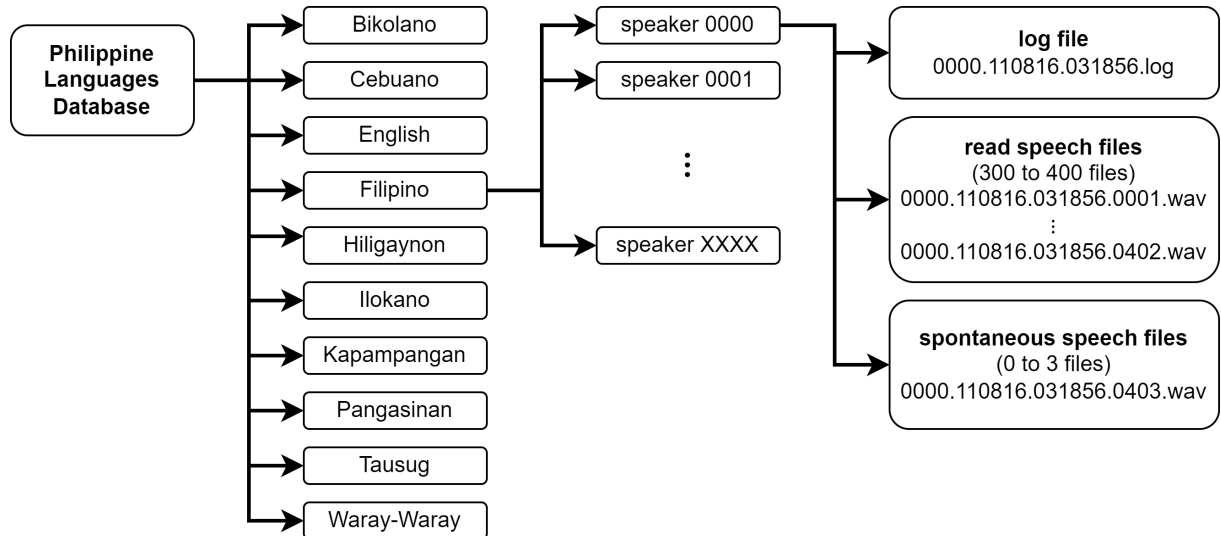 Philippine
Languages
Database
Bikolano
Cebuano
English
Filipino
Hiligaynon
Ilokano
Kapampangan
Pangasinan
Tausug
Waray-Waray
speaker 0000
speaker 0001
⋮
speaker XXXX
log file
0000.110816.031856.log
read speech files
(300 to 400 files)
0000.110816.031856.0001.wav
⋮
0000.110816.031856.0402.wav
spontaneous speech files
(0 to 3 files)
0000.110816.031856.0403.wav